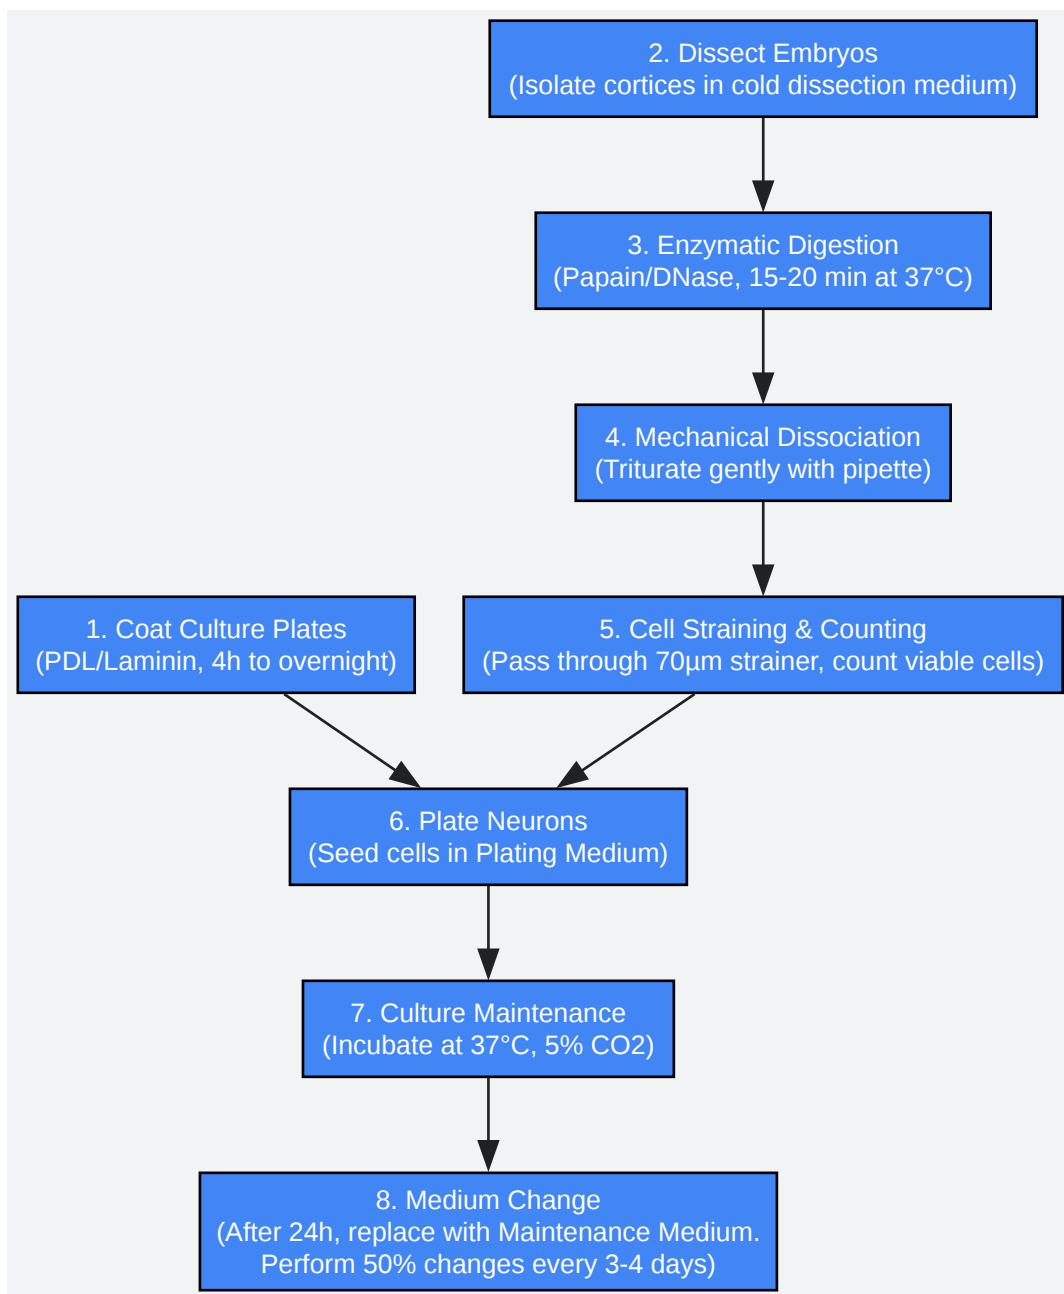 2. Dissect Embryos
(Isolate cortices in cold dissection medium)
3. Enzymatic Digestion
(Papain/DNase, 15-20 min at 37°C)
4. Mechanical Dissociation
(Triturate gently with pipette)
1. Coat Culture Plates
(PDL/Laminin, 4h to overnight)
5. Cell Straining & Counting
(Pass through 70µm strainer, count viable cells)
6. Plate Neurons
(Seed cells in Plating Medium)
7. Culture Maintenance
(Incubate at 37°C, 5% CO2)
8. Medium Change
(After 24h, replace with Maintenance Medium.
Perform 50% changes every 3-4 days)